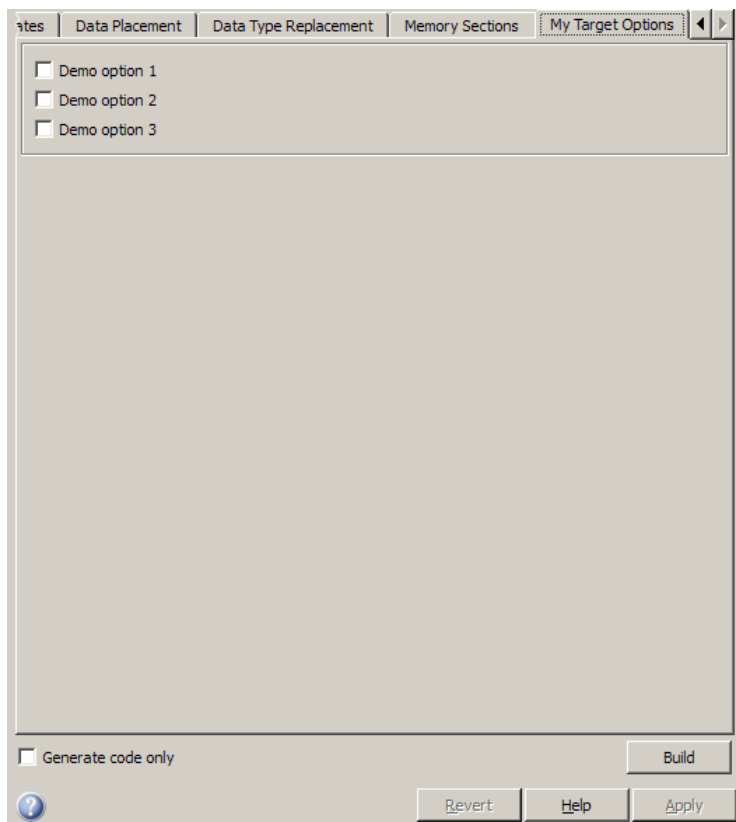 ates Data Placement Data Type Replacement Memory Sections My Target Options
Demo option 1
Demo option 2
Demo option 3
Generate code only Build
? Revert Help Apply